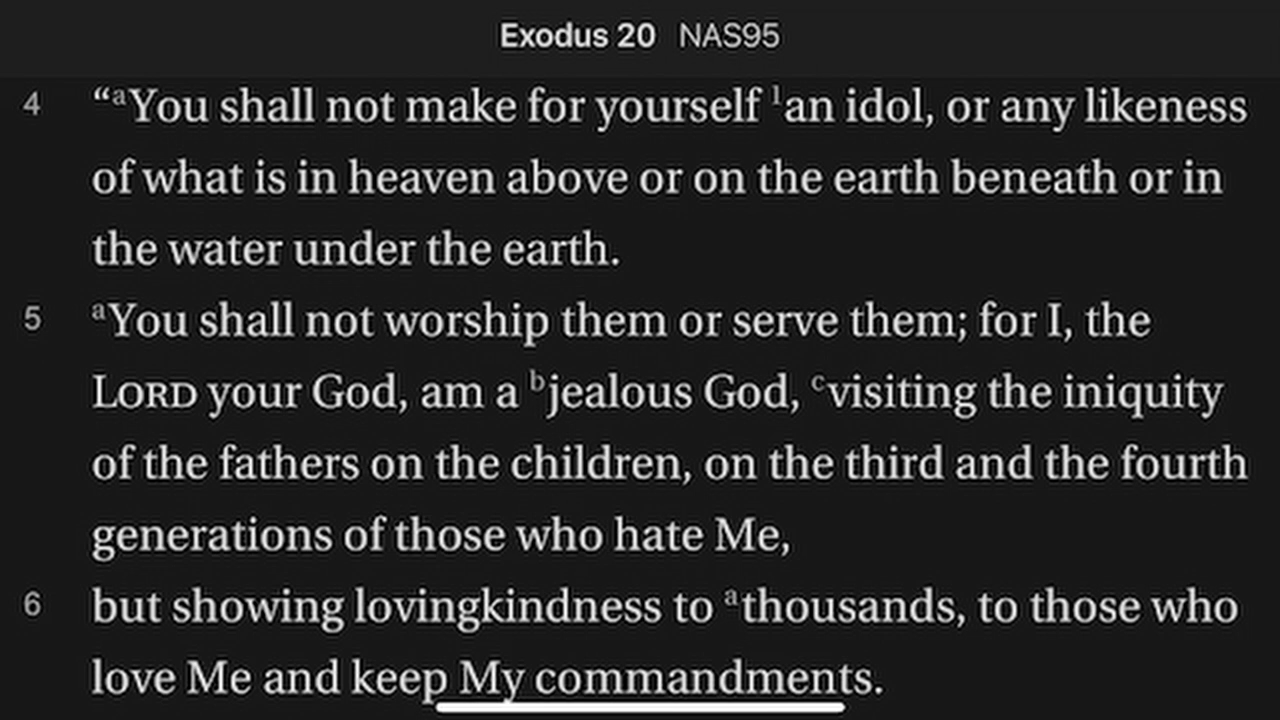 Exodus 20 NAS95
4 “aYou shall not make for yourself 1an idol, or any likeness
of what is in heaven above or on the earth beneath or in
the water under the earth.
5 aYou shall not worship them or serve them; for I, the
LORD your God, am a bjealous God, cvisiting the iniquity
of the fathers on the children, on the third and the fourth
generations of those who hate Me,
6 but showing lovingkindness to athousands, to those who
love Me and keep My commandments.